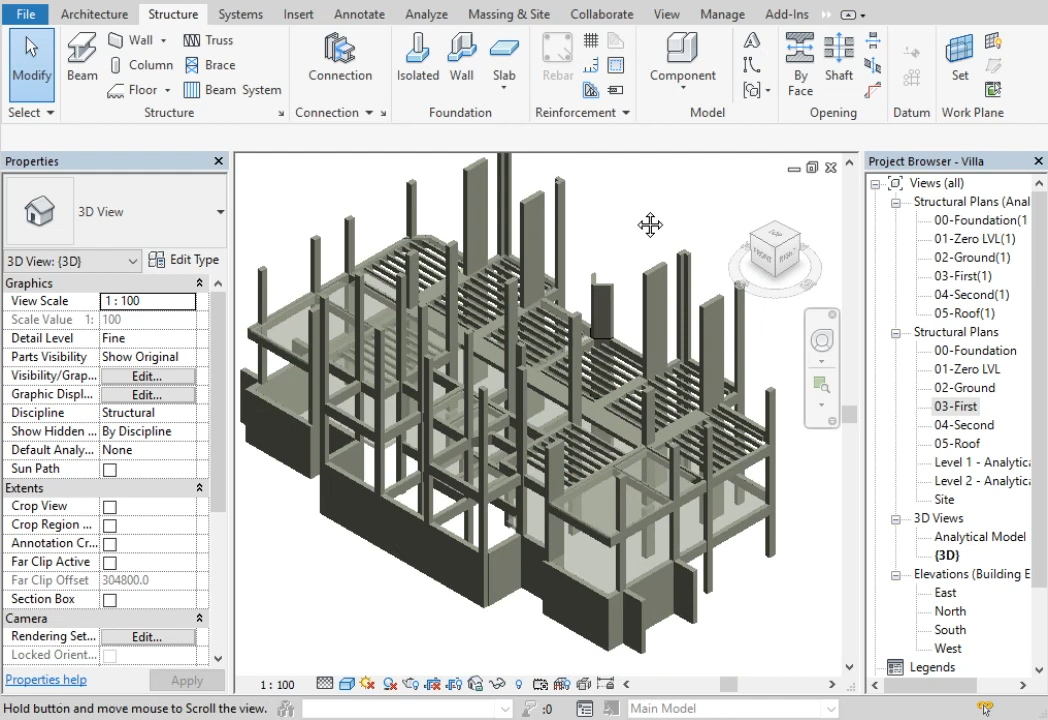 File Architecture Structure Systems Insert Annotate Analyze Massing & Site Collaborate View Manage Add-Ins
Modify Beam Wall Column Floor Truss Brace Beam System Connection Isolated Wall Slab Rebar Component By Face Shaft Set
Select Structure Connection Foundation Reinforcement Model Opening Datum Work Plane
Properties
3D View
3D View: {3D} Edit Type
Graphics
View Scale 1 : 100
Scale Value 1: 100
Detail Level Fine
Parts Visibility Show Original
Visibility/Grap... Edit...
Graphic Displ... Edit...
Discipline Structural
Show Hidden ... By Discipline
Default Analy... None
Sun Path
Extents
Crop View
Crop Region ...
Annotation Cr...
Far Clip Active
Far Clip Offset 304800.0
Section Box
Camera
Rendering Set... Edit...
Locked Orient...
Properties help Apply
TOP
FRONT RIGHT
1 : 100
Project Browser - Villa
Views (all)
Structural Plans (Anal
00-Foundation(1
01-Zero LVL(1)
02-Ground(1)
03-First(1)
04-Second(1)
05-Roof(1)
Structural Plans
00-Foundation
01-Zero LVL
02-Ground
03-First
04-Second
05-Roof
Level 1 - Analytica
Level 2 - Analytica
Site
3D Views
Analytical Model
{3D}
Elevations (Building E
East
North
South
West
Legends
Hold button and move mouse to Scroll the view. :0 Main Model